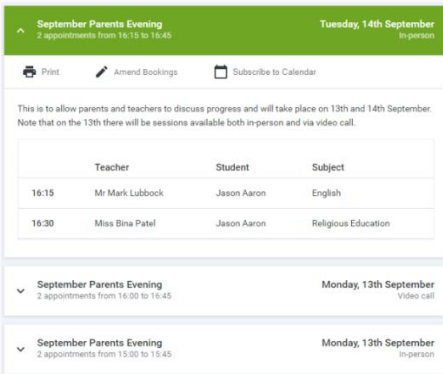 September Parents Evening Tuesday, 14th September
2 appointments from 16:15 to 16:45 In-person
Print Amend Bookings Subscribe to Calendar
This is to allow parents and teachers to discuss progress and will take place on 13th and 14th September.
Note that on the 13th there will be sessions available both in-person and via video call.
Teacher Student Subject
16:15 Mr Mark Lubbock Jason Aaron English
16:30 Miss Bina Patel Jason Aaron Religious Education
September Parents Evening Monday, 13th September
2 appointments from 16:00 to 16:45 Video call
September Parents Evening Monday, 13th September
2 appointments from 15:00 to 15:45 In-person